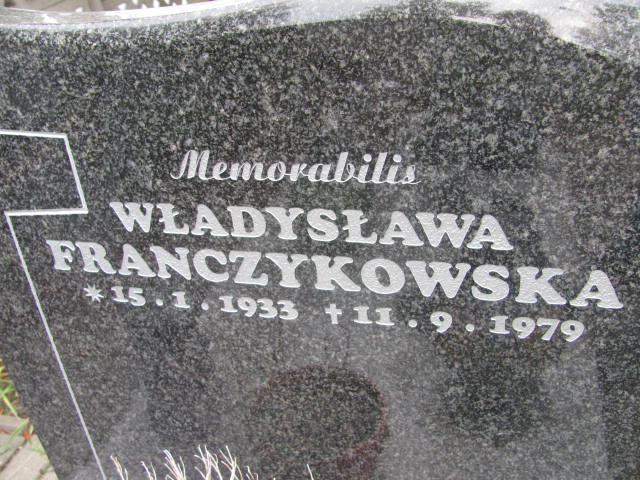 Memorabilis
WŁADYSŁAWA
FRANCZYKOWSKA
* 15 · 1 · 1933 † 11 · 9 · 1979